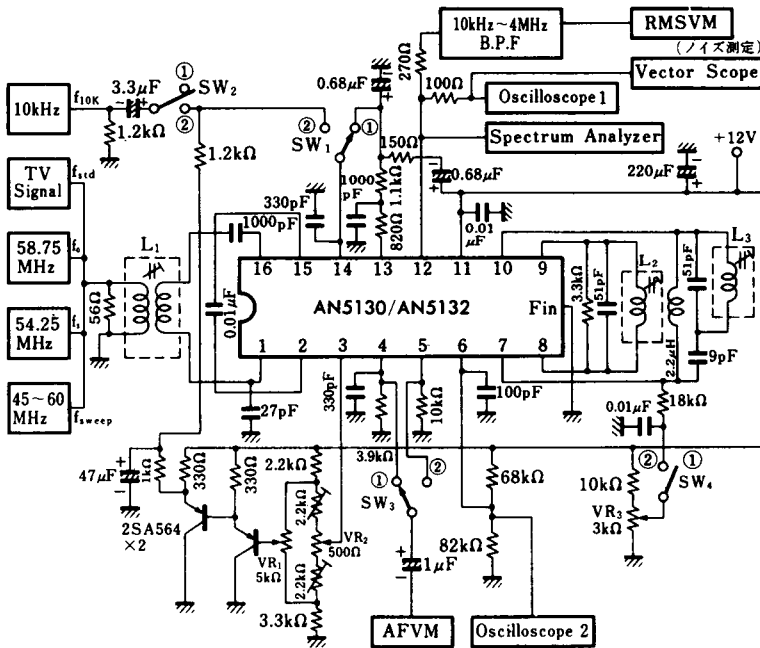 10kHz~4MHz
B.P.F
RMSVM
(ノイズ測定)
Vector Scope
Oscilloscope 1
Spectrum Analyzer
270Ω
100Ω
+12V
220μF
−
+
10kHz
f10K
3.3μF
− +
①
SW2
②
1.2kΩ
1.2kΩ
0.68μF
−
+
②
①
SW1
150Ω
0.68μF
−
+
1.1kΩ
820Ω
1000
pF
330pF
1000pF
0.01
μF
TV
Signal
fstd
58.75
MHz
fo
54.25
MHz
f1
45~60
MHz
fsweep
56Ω
L1
0.01μF
16 15 14 13 12 11 10 9
AN5130/AN5132
Fin
1 2 3 4 5 6 7 8
3.3kΩ
51pF
L2
2.2μH
51pF
L3
9pF
27pF
330pF
3.9kΩ
10kΩ
100pF
18kΩ
0.01μF
47μF
+
−
1kΩ
330Ω
330Ω
2SA564
×2
2.2kΩ
2.2kΩ
VR1
5kΩ
VR2
500Ω
2.2kΩ
3.3kΩ
①
②
SW3
+
−
1μF
AFVM
68kΩ
82kΩ
Oscilloscope 2
10kΩ
VR3
3kΩ
②
①
SW4